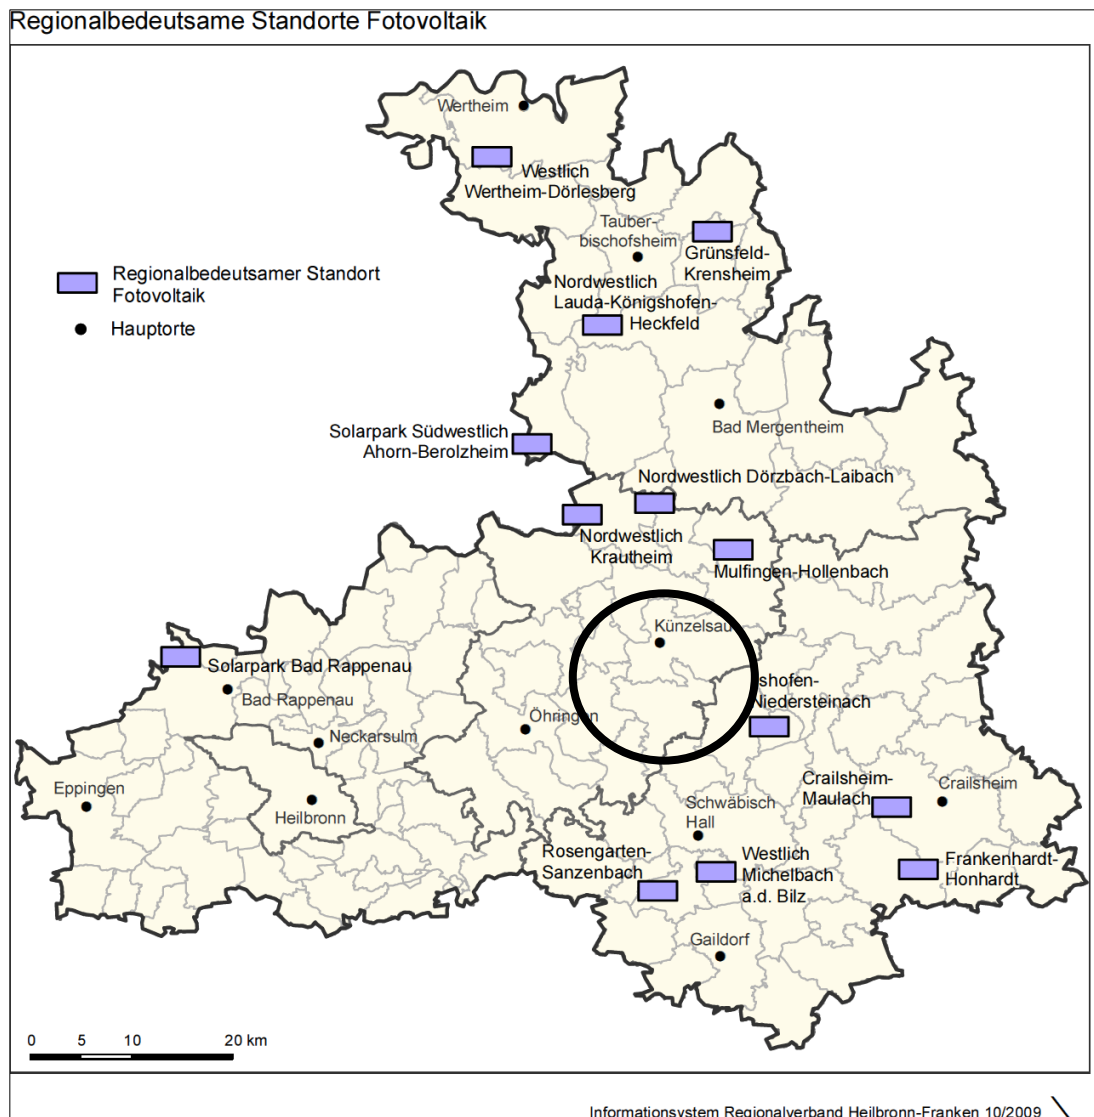 Regionalbedeutsame Standorte Fotovoltaik
Wertheim
Westlich
Wertheim-Dörlesberg
Tauber-
bischofsheim
Grünsfeld-
Krensheim
Regionalbedeutsamer Standort
Fotovoltaik
Hauptorte
Nordwestlich
Lauda-Königshofen-
Heckfeld
Bad Mergentheim
Solarpark Südwestlich
Ahorn-Berolzheim
Nordwestlich Dörzbach-Laibach
Nordwestlich
Krautheim
Mulfingen-Hollenbach
Künzelsau
Solarpark Bad Rappenau
Bad Rappenau
shofen-
Niedersteinach
Öhringen
Neckarsulm
Eppingen
Heilbronn
Crailsheim-
Maulach
Crailsheim
Schwäbisch
Hall
Rosengarten-
Sanzenbach
Westlich
Michelbach
a.d. Bilz
Frankenhardt-
Honhardt
Gaildorf
0 5 10 20 km
Informationsystem Regionalverband Heilbronn-Franken 10/2009